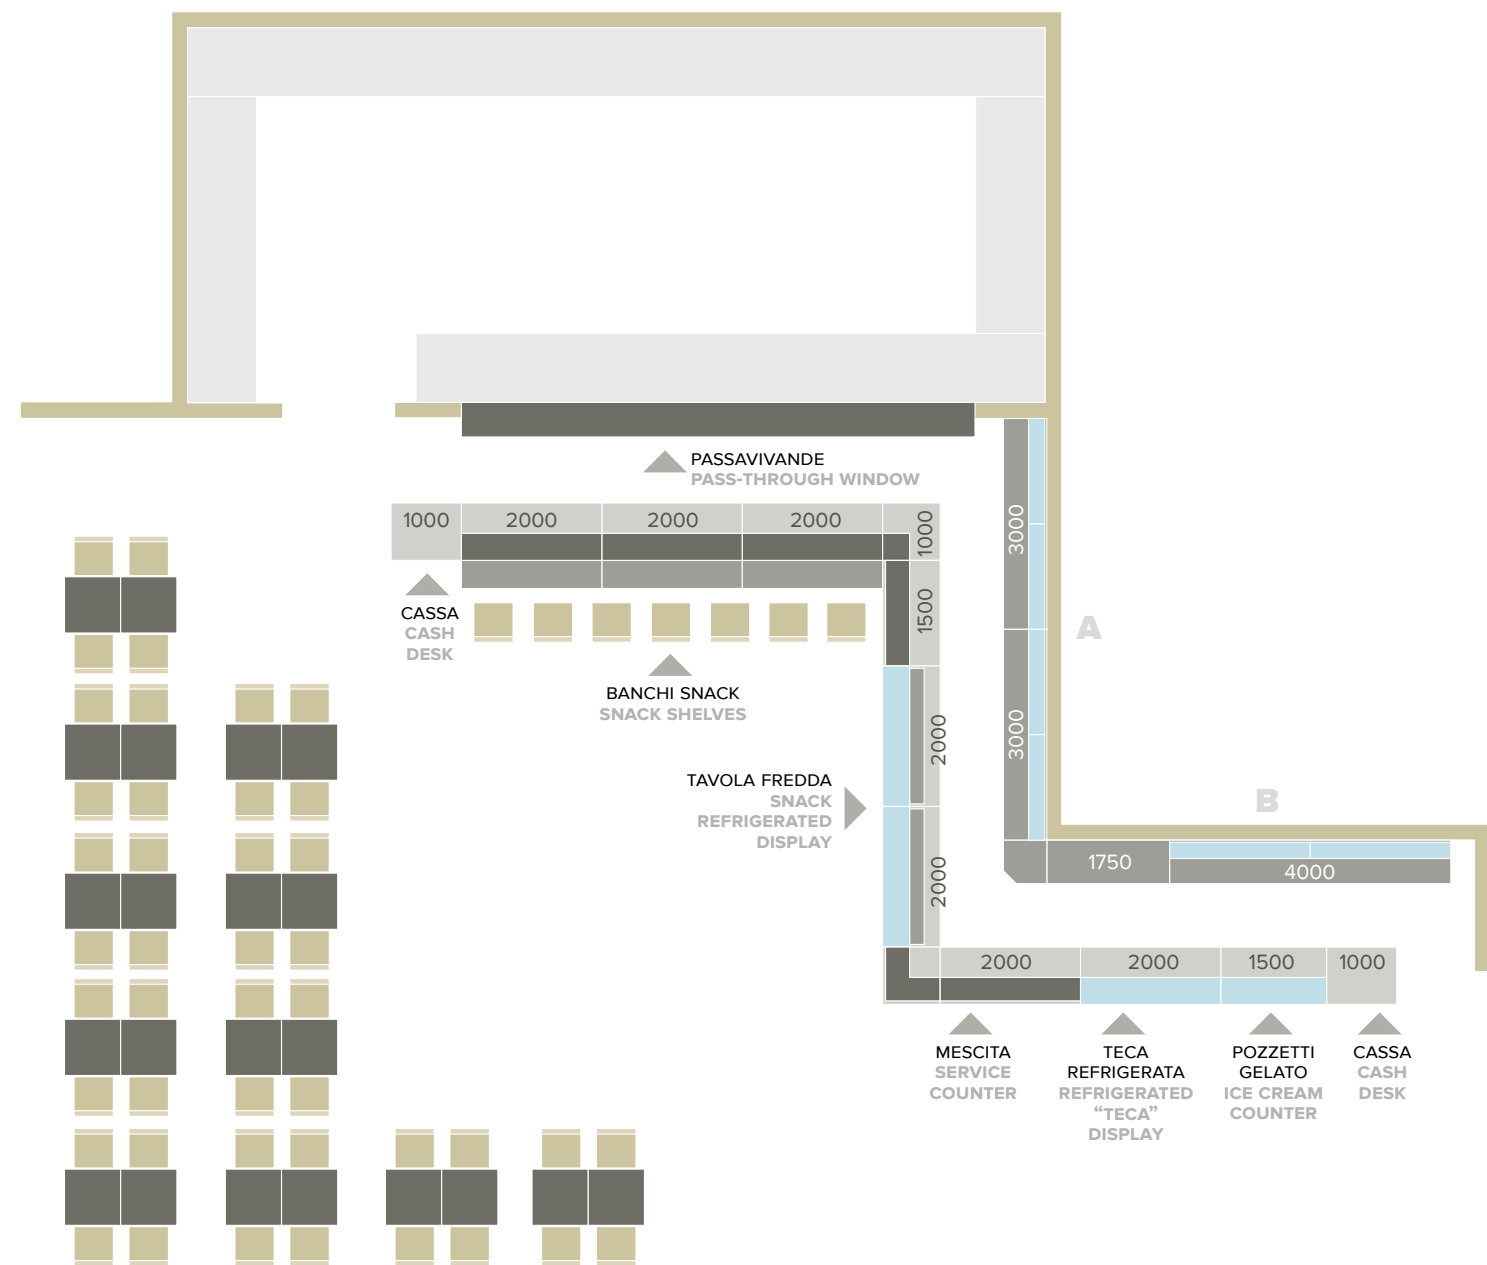 PASSAVIVANDE
PASS-THROUGH WINDOW
1000
2000
2000
2000
1000
1500
2000
2000
CASSA
CASH
DESK
BANCHI SNACK
SNACK SHELVES
TAVOLA FREDDA
SNACK
REFRIGERATED
DISPLAY
3000
3000
A
B
1750
4000
2000
2000
1500
1000
MESCITA
SERVICE
COUNTER
TECA
REFRIGERATA
REFRIGERATED
“TECA”
DISPLAY
POZZETTI
GELATO
ICE CREAM
COUNTER
CASSA
CASH
DESK